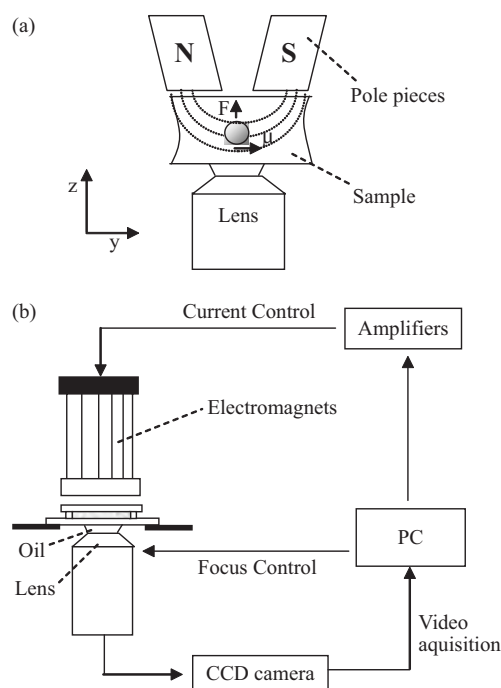 (a)
N
S
Pole pieces
F
μ
z
Sample
Lens
y
(b)
Current Control
Amplifiers
Electromagnets
Oil
PC
Lens
Focus Control
Video
aquisition
CCD camera